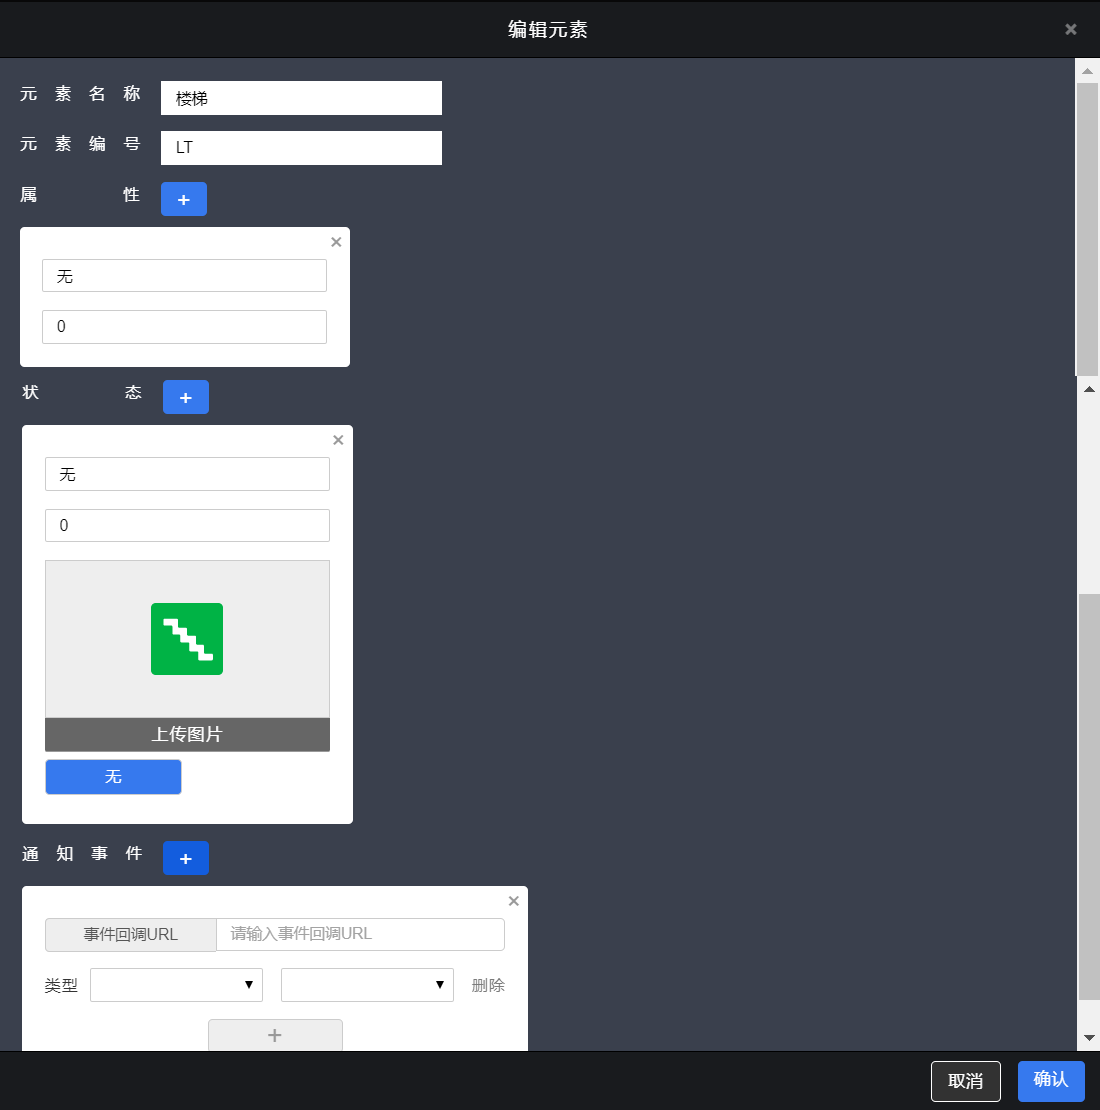 编辑元素
元素名称 楼梯
元素编号 LT
属性 +
无
0
状态 +
无
0
上传图片
无
通知事件 +
事件回调URL 请输入事件回调URL
类型 删除
+
取消 确认